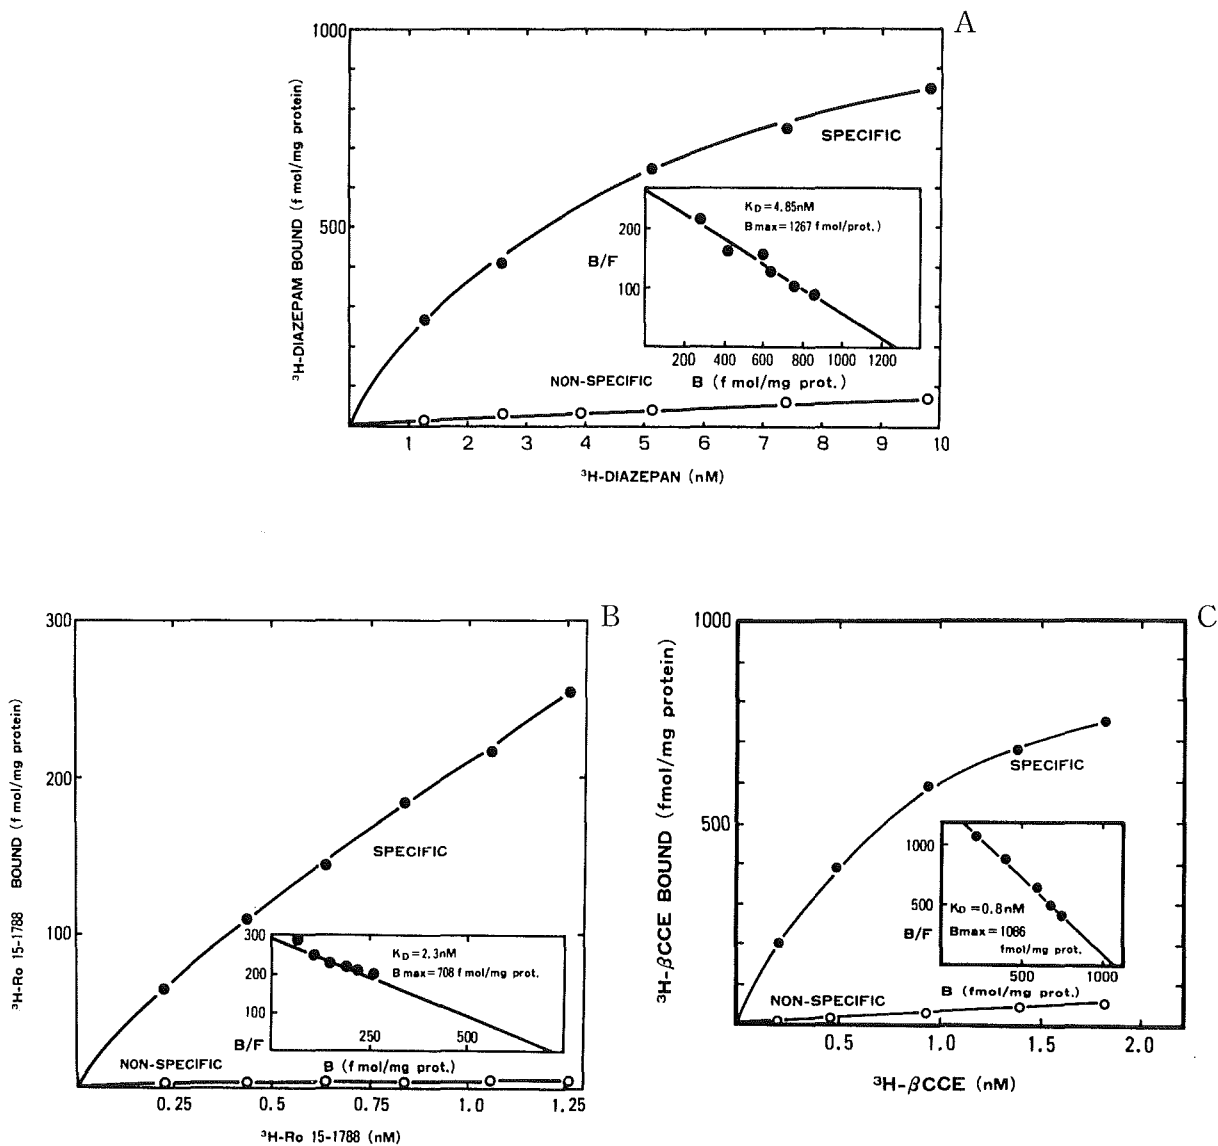 A
1000
500
³H-DIAZEPAM BOUND (f mol/mg protein)
SPECIFIC
K_D=4.85nM
Bmax=1267 f mol/prot.)
200
100
B/F
200 400 600 800 1000 1200
B (f mol/mg prot.)
NON-SPECIFIC
1 2 3 4 5 6 7 8 9 10
³H-DIAZEPAN (nM)
B
300
200
100
³H-Ro 15-1788 BOUND (f mol/mg protein)
SPECIFIC
300
200
100
B/F
K_D=2.3nM
Bmax=708 f mol/mg prot.
250 500
B (f mol/mg prot.)
NON-SPECIFIC
0.25 0.5 0.75 1.0 1.25
³H-Ro 15-1788 (nM)
C
1000
500
³H-βCCE BOUND (fmol/mg protein)
SPECIFIC
1000
500
B/F
K_D=0.8nM
Bmax=1086
fmol/mg prot.
500 1000
B (fmol/mg prot.)
NON-SPECIFIC
0.5 1.0 1.5 2.0
³H-βCCE (nM)